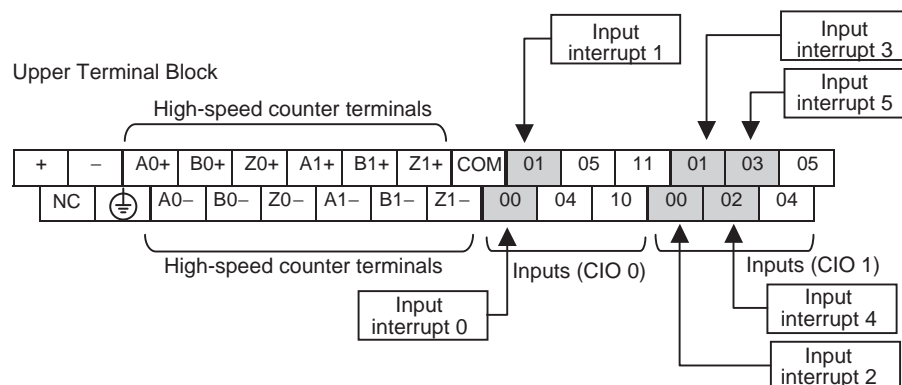 Input
interrupt 1
Input
interrupt 3
Upper Terminal Block
Input
interrupt 5
High-speed counter terminals
+ – A0+ B0+ Z0+ A1+ B1+ Z1+ COM 01 05 11 01 03 05
NC A0– B0– Z0– A1– B1– Z1– 00 04 10 00 02 04
High-speed counter terminals
Inputs (CIO 0)
Inputs (CIO 1)
Input
interrupt 0
Input
interrupt 4
Input
interrupt 2